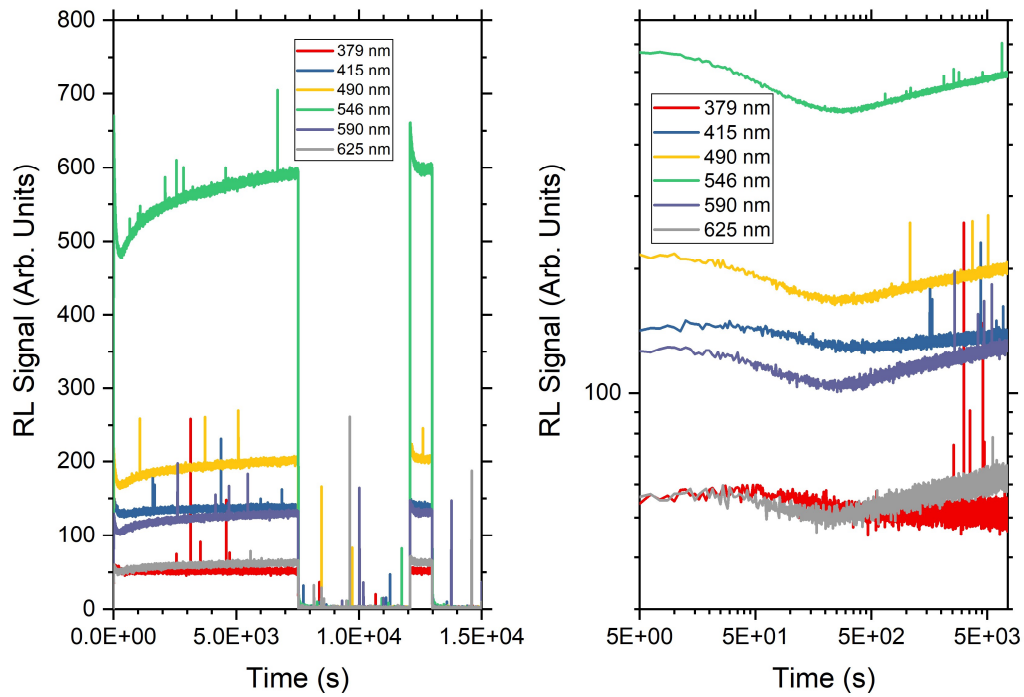 800
700
600
500
400
300
200
100
0
RL Signal (Arb. Units)
379 nm
415 nm
490 nm
546 nm
590 nm
625 nm
0.0E+00
5.0E+03
1.0E+04
1.5E+04
Time (s)
100
RL Signal (Arb. Units)
379 nm
415 nm
490 nm
546 nm
590 nm
625 nm
5E+00
5E+01
5E+02
5E+03
Time (s)